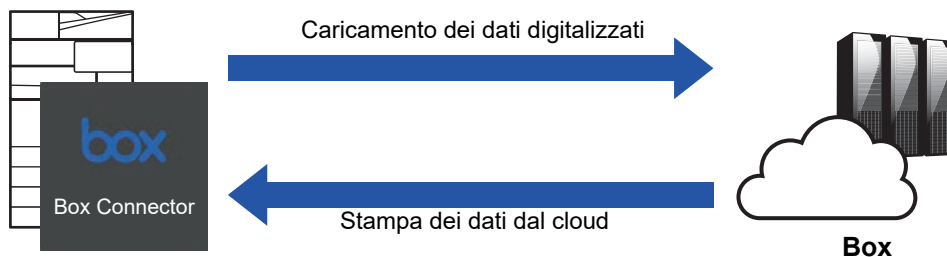 Caricamento dei dati digitalizzati
box
Box Connector
Stampa dei dati dal cloud
Box